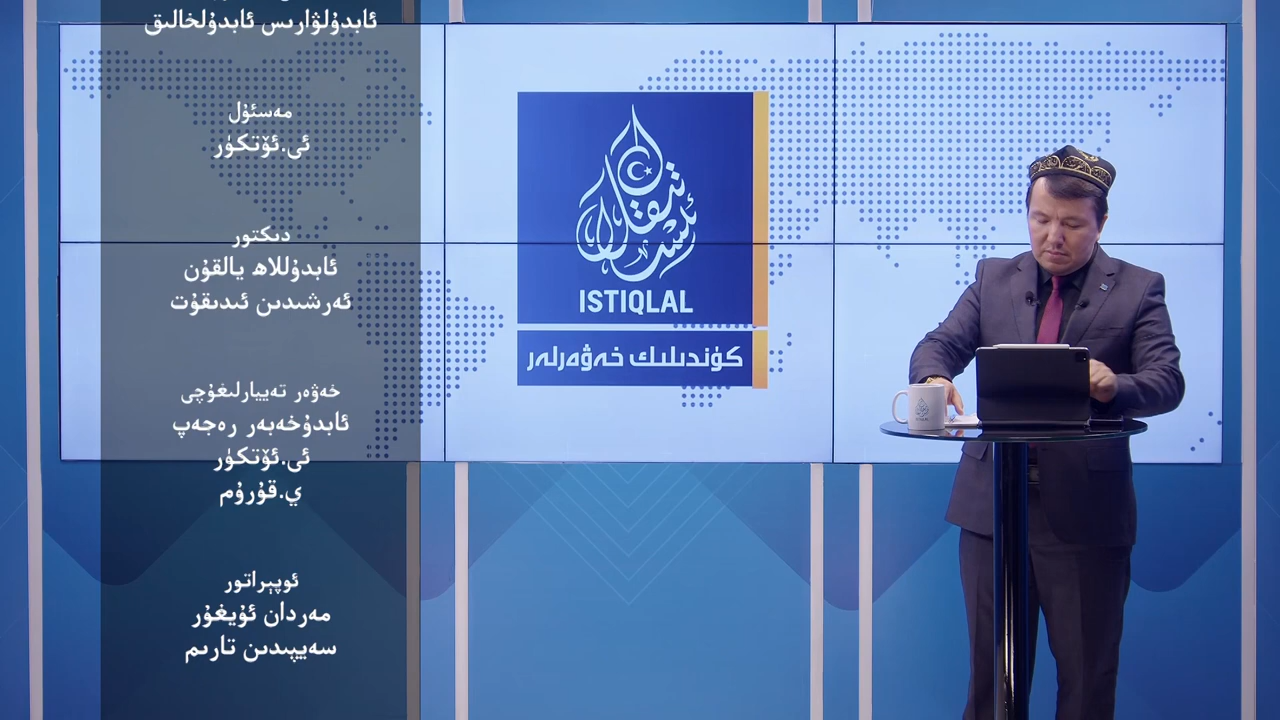 ئابدۇلۋارىس ئابدۇلخالىق
مەسئۇل
ئى.ئۆتكۈر
دىكتور
ئابدۇللاھ يالقۇن
ئەرشىدىن ئىدىقۇت
خەۋەر تەييارلىغۇچى
ئابدۇخەبەر رەجەپ
ئى.ئۆتكۈر
ي.قۇرۇم
ئوپېراتور
مەردان ئۇيغۇر
سەيپىدىن تارىم
ئىستىقلال
ISTIQLAL
كۈندىلىك خەۋەرلەر